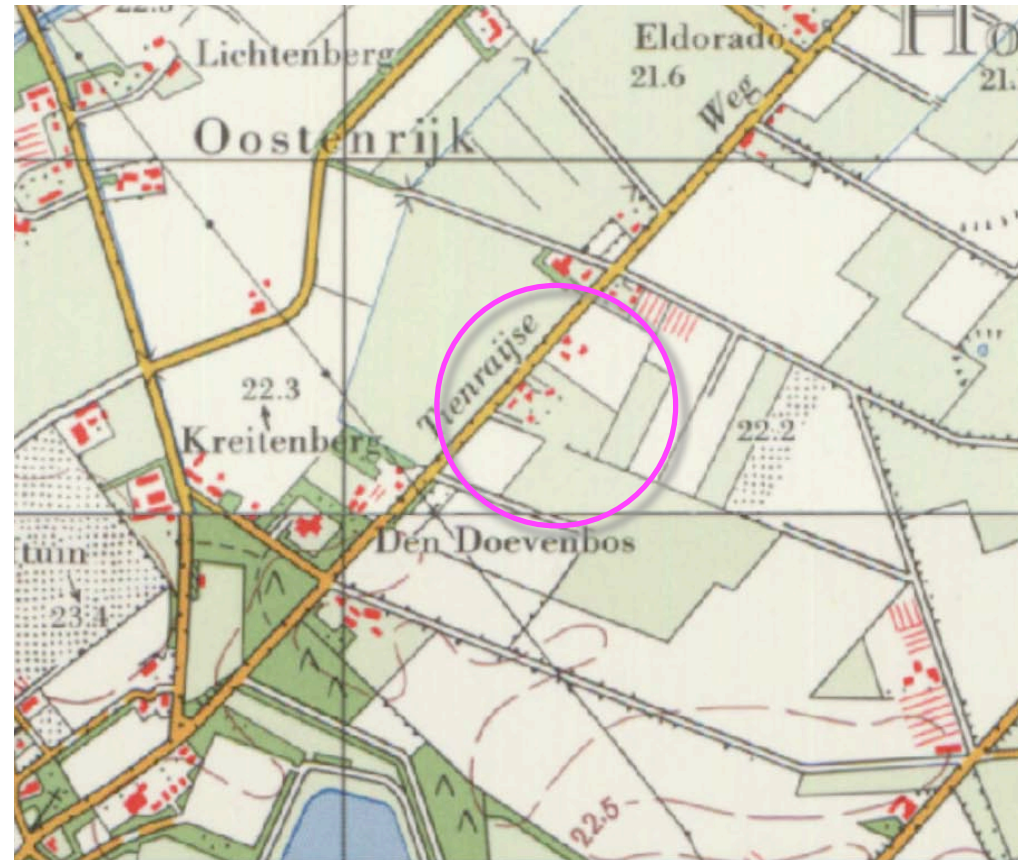 Lichtenberg
Eldorado
21.6
Ho
21.
Weg
Oostenrijk
Tienraijse
22.3
Kreitenberg
22.2
Den Doevenbos
tuin
23.4
22.5